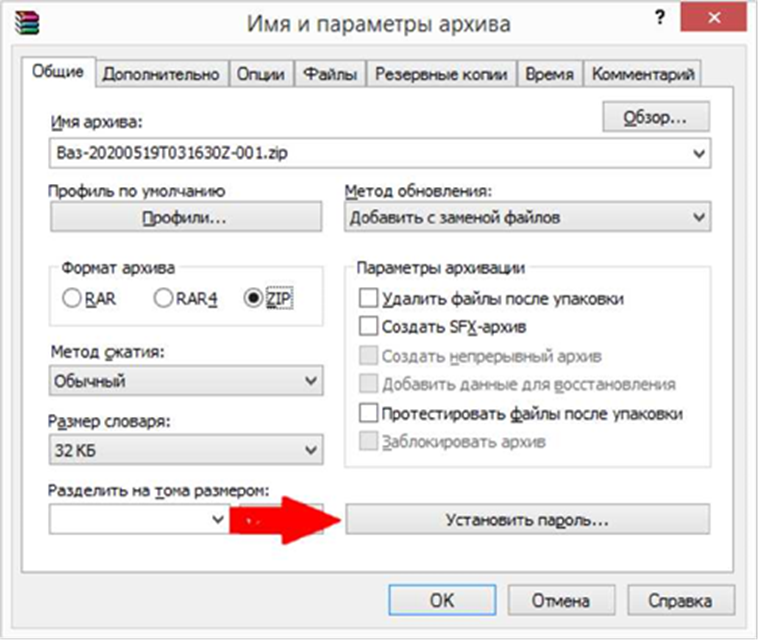 Имя и параметры архива
?
Общие Дополнительно Опции Файлы Резервные копии Время Комментарий
Имя архива:
Обзор...
Ваз-20200519T031630Z-001.zip
Профиль по умолчанию
Метод обновления:
Профили...
Добавить с заменой файлов
Формат архива
Параметры архивации
RAR RAR4 ZIP
Удалить файлы после упаковки
Создать SFX-архив
Метод сжатия:
Создать непрерывный архив
Обычный
Добавить данные для восстановления
Размер словаря:
Протестировать файлы после упаковки
32 КБ
Заблокировать архив
Разделить на тома размером:
Установить пароль...
OK Отмена Справка